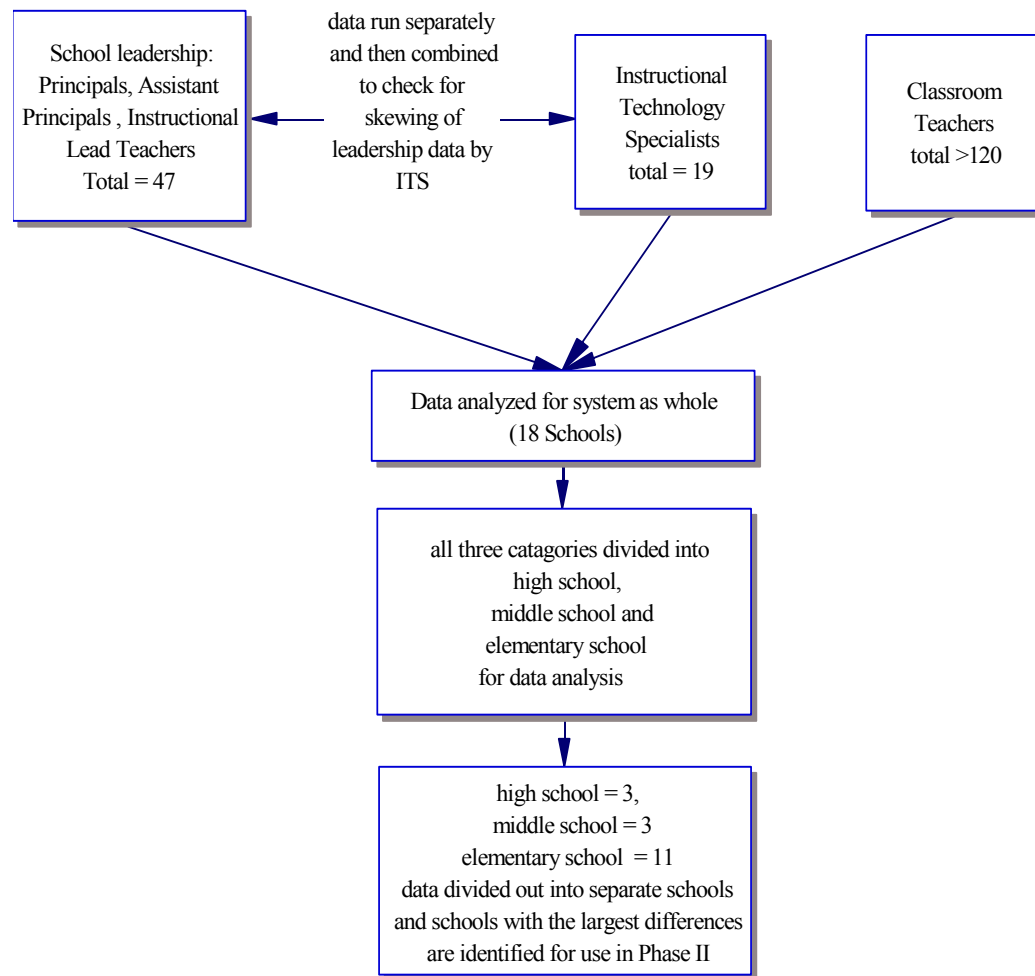 School leadership:
Principals, Assistant
Principals , Instructional
Lead Teachers
Total = 47
data run separately
and then combined
to check for
skewing of
leadership data by
ITS
Instructional
Technology
Specialists
total = 19
Classroom
Teachers
total >120
Data analyzed for system as whole
(18 Schools)
all three catagories divided into
high school,
middle school and
elementary school
for data analysis
high school = 3,
middle school = 3
elementary school = 11
data divided out into separate schools
and schools with the largest differences
are identified for use in Phase II